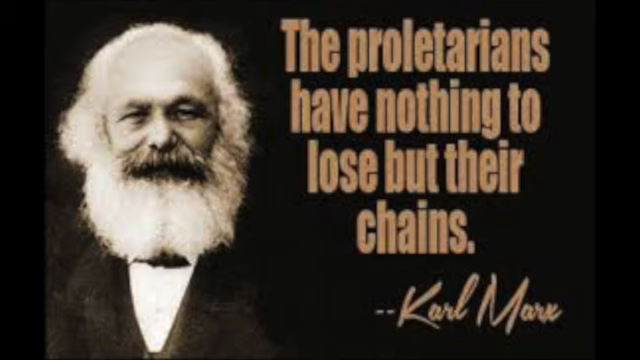 The proletarians
have nothing to
lose but their
chains.
--Karl Marx